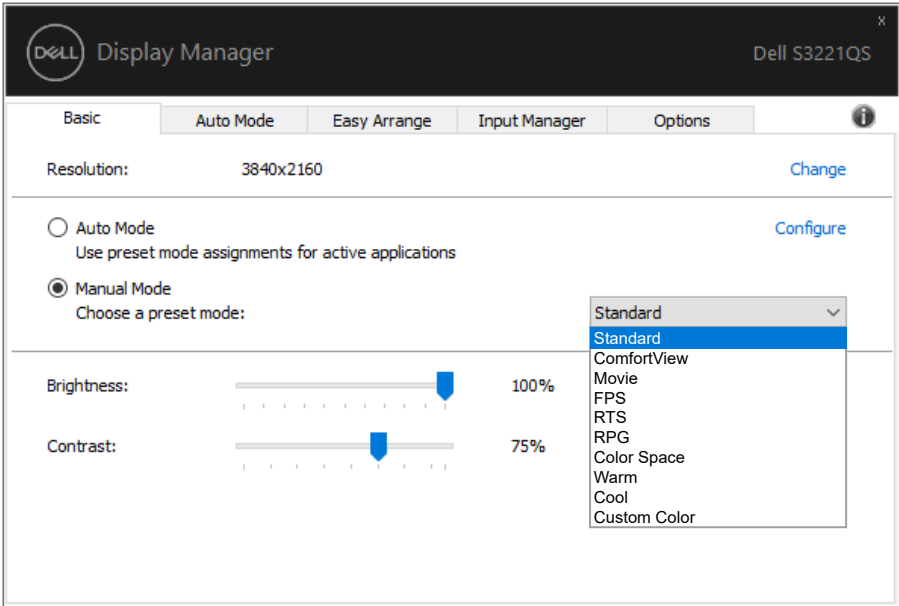 DELL Display Manager
x
Dell S3221QS
Basic
Auto Mode
Easy Arrange
Input Manager
Options
i
Resolution: 3840x2160 Change
Auto Mode Configure
Use preset mode assignments for active applications
Manual Mode
Choose a preset mode: Standard
Standard
ComfortView
Movie
FPS
RTS
RPG
Color Space
Warm
Cool
Custom Color
Brightness: 100%
Contrast: 75%